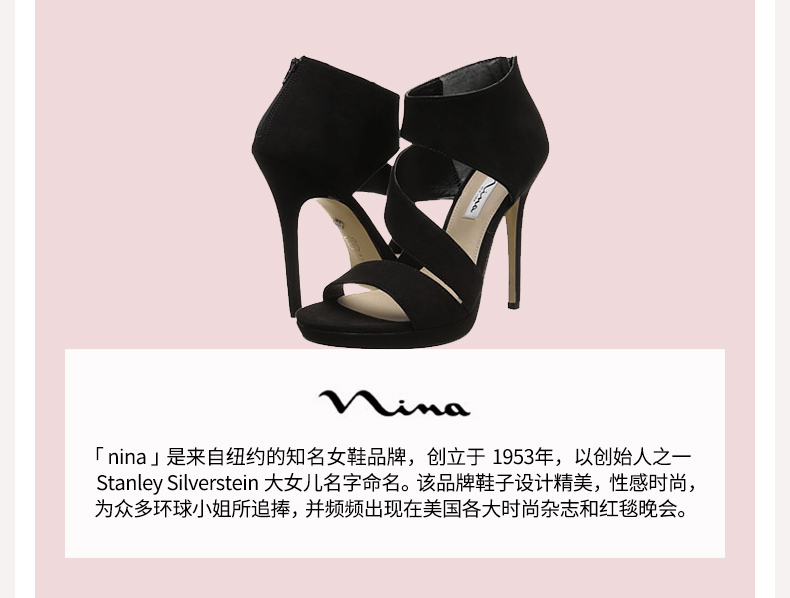 Nina
Nina
「nina」是来自纽约的知名女鞋品牌，创立于 1953年，以创始人之一
Stanley Silverstein 大女儿名字命名。该品牌鞋子设计精美，性感时尚，
为众多环球小姐所追捧，并频频出现在美国各大时尚杂志和红毯晚会。